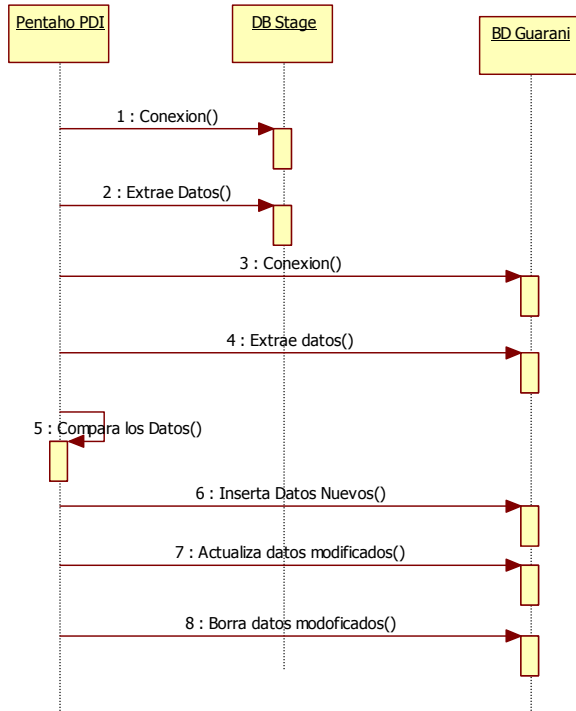 Pentaho PDI
DB Stage
BD Guarani
1 : Conexion()
2 : Extrae Datos()
3 : Conexion()
4 : Extrae datos()
5 : Compara los Datos()
6 : Inserta Datos Nuevos()
7 : Actualiza datos modificados()
8 : Borra datos modoficados()